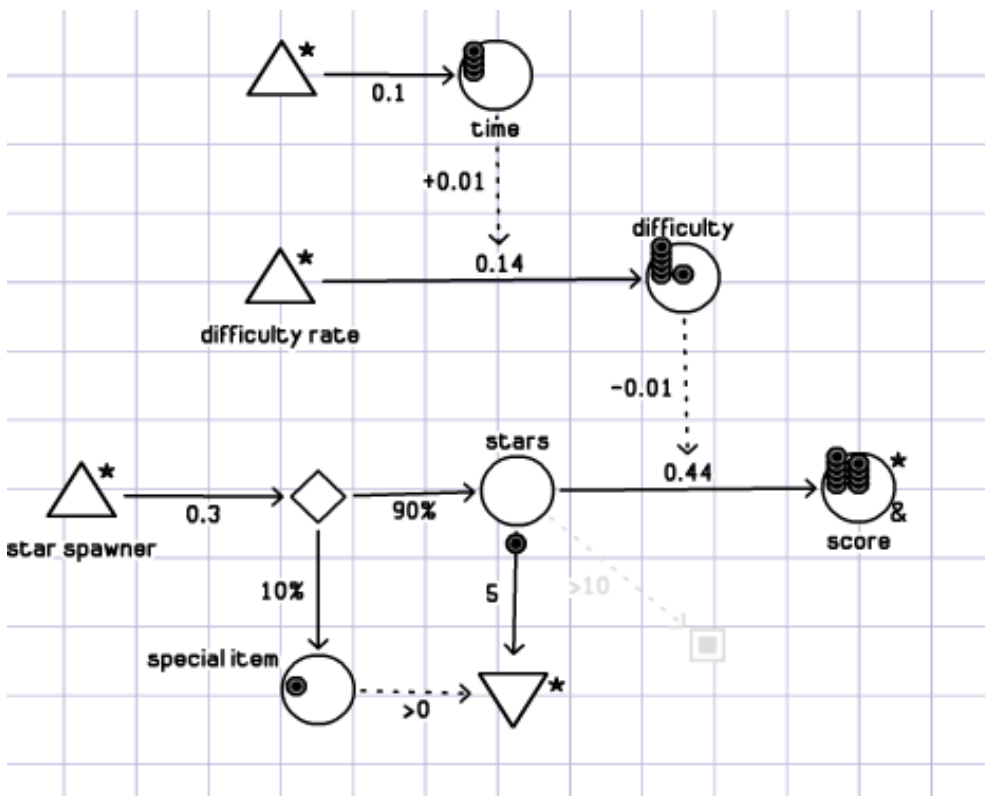 *
0.1
time
+0.01
difficulty
*
0.14
difficulty rate
-0.01
stars
*
0.44
*
90%
0.3
&
star spawner
score
10%
5
>10
special item
*
>0